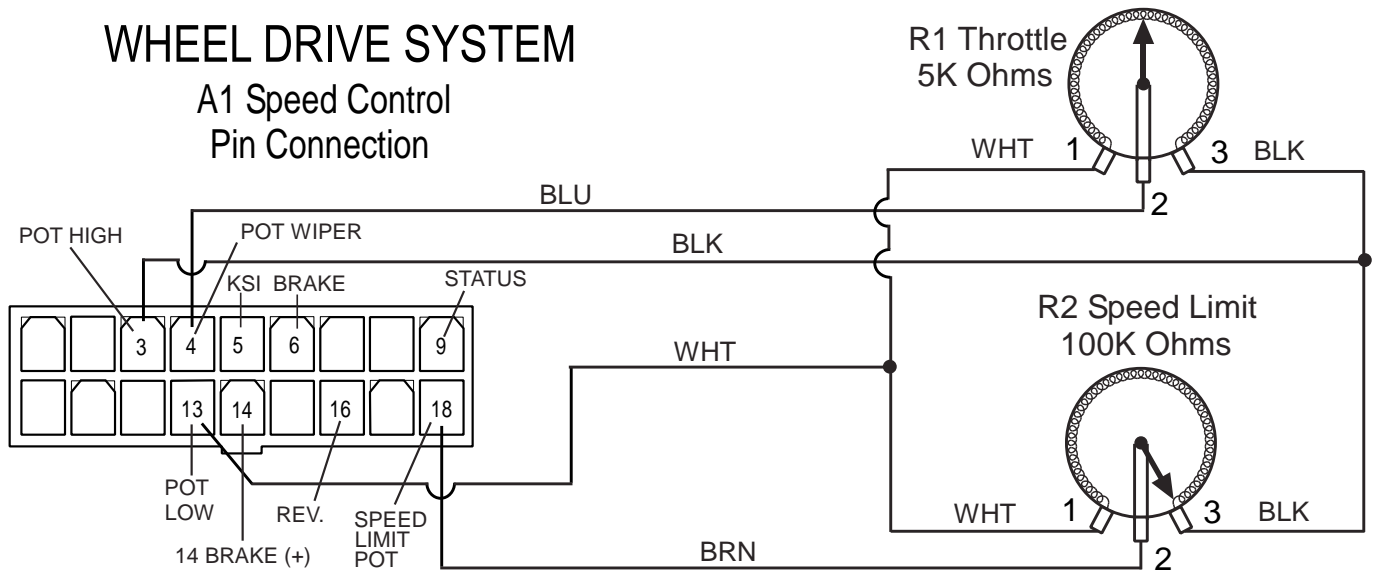 WHEEL DRIVE SYSTEM
A1 Speed Control
Pin Connection
R1 Throttle
5K Ohms
WHT
1
3
BLK
2
BLU
POT HIGH
POT WIPER
BLK
KSI
BRAKE
STATUS
3
4
5
6
9
WHT
R2 Speed Limit
100K Ohms
13
14
16
18
POT
LOW
REV.
SPEED
LIMIT
POT
14 BRAKE (+)
WHT
1
3
BLK
BRN
2